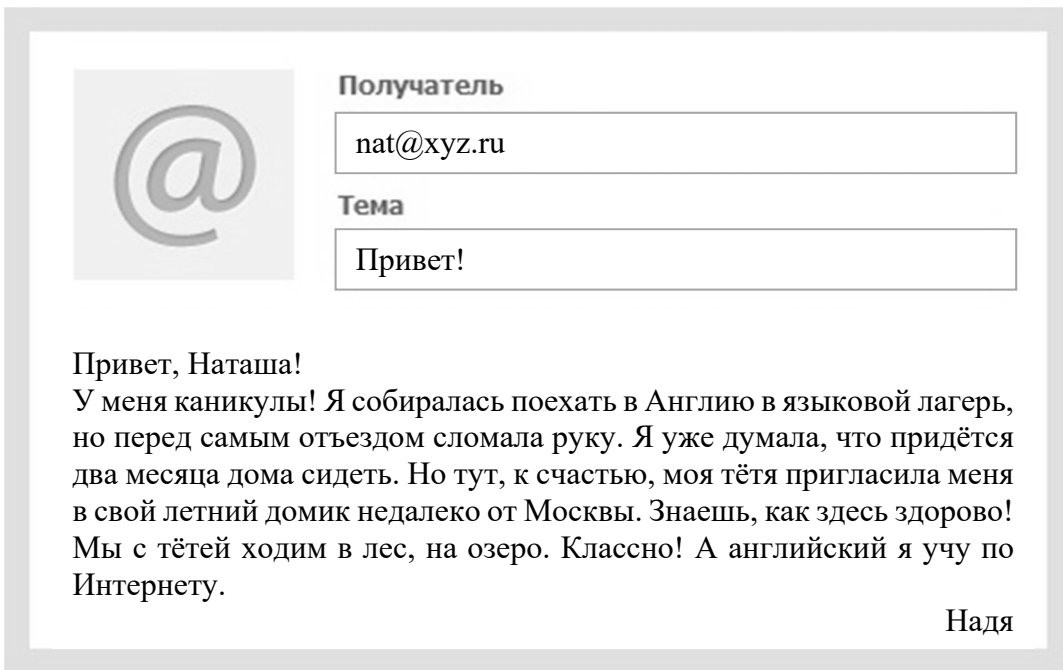 @
Получатель
nat@xyz.ru
Тема
Привет!
Привет, Наташа!
У меня каникулы! Я собиралась поехать в Англию в языковой лагерь,
но перед самым отъездом сломала руку. Я уже думала, что придётся
два месяца дома сидеть. Но тут, к счастью, моя тётя пригласила меня
в свой летний домик недалеко от Москвы. Знаешь, как здесь здорово!
Мы с тётей ходим в лес, на озеро. Классно! А английский я учу по
Интернету.
Надя